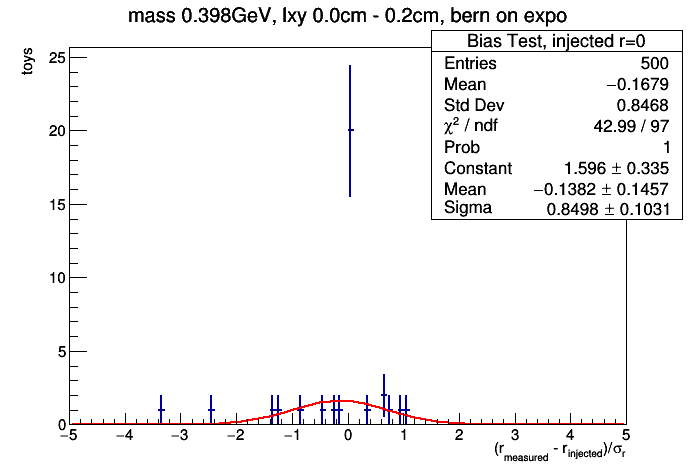 mass 0.398GeV, lxy 0.0cm - 0.2cm, bern on expo
Bias Test, injected r=0
Entries 500
Mean −0.1679
Std Dev 0.8468
χ² / ndf 42.99 / 97
Prob 1
Constant 1.596 ± 0.335
Mean −0.1382 ± 0.1457
Sigma 0.8498 ± 0.1031
toys
25
20
15
10
5
0
−5 −4 −3 −2 −1 0 1 2 3 4 5
(r_measured - r_injected)/σ_r